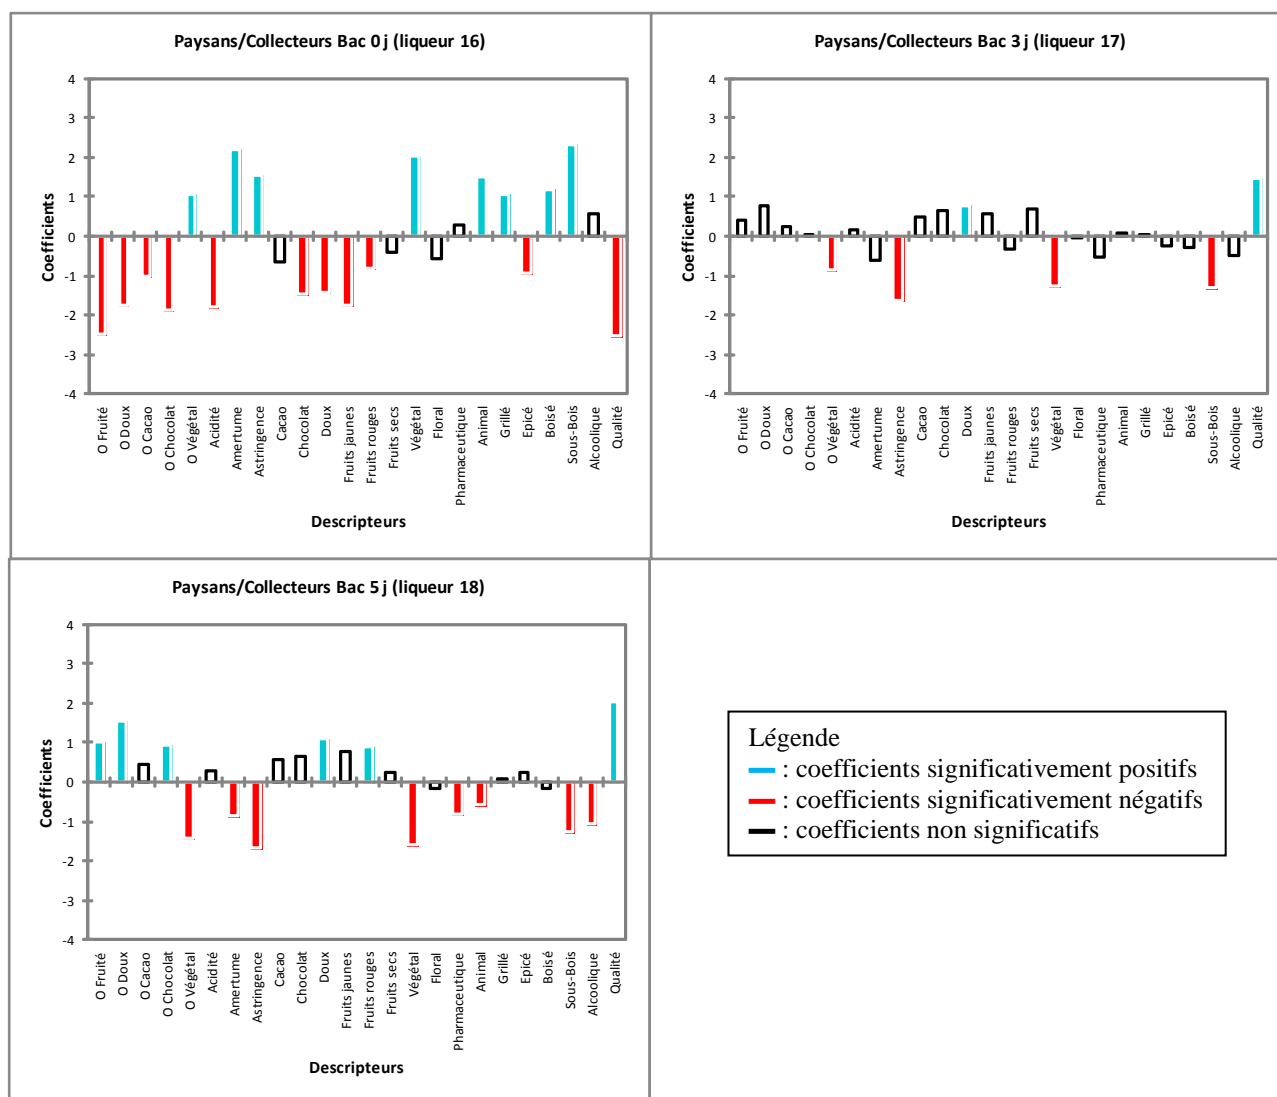 Paysans/Collecteurs Bac 0 j (liqueur 16)
4
3
2
1
0
-1
-2
-3
-4
Coefficients
O Fruité
O Doux
O Cacao
O Chocolat
O Végétal
Acidité
Amertume
Astringence
Cacao
Chocolat
Doux
Fruits jaunes
Fruits rouges
Fruits secs
Végétal
Floral
Pharmaceutique
Animal
Grillé
Epicé
Boisé
Sous-Bois
Alcoolique
Qualité
Descripteurs
Paysans/Collecteurs Bac 3 j (liqueur 17)
4
3
2
1
0
-1
-2
-3
-4
Coefficients
O Fruité
O Doux
O Cacao
O Chocolat
O Végétal
Acidité
Amertume
Astringence
Cacao
Chocolat
Doux
Fruits jaunes
Fruits rouges
Fruits secs
Végétal
Floral
Pharmaceutique
Animal
Grillé
Epicé
Boisé
Sous-Bois
Alcoolique
Qualité
Descripteurs
Paysans/Collecteurs Bac 5 j (liqueur 18)
4
3
2
1
0
-1
-2
-3
-4
Coefficients
O Fruité
O Doux
O Cacao
O Chocolat
O Végétal
Acidité
Amertume
Astringence
Cacao
Chocolat
Doux
Fruits jaunes
Fruits rouges
Fruits secs
Végétal
Floral
Pharmaceutique
Animal
Grillé
Epicé
Boisé
Sous-Bois
Alcoolique
Qualité
Descripteurs
Légende
: coefficients significativement positifs
: coefficients significativement négatifs
: coefficients non significatifs